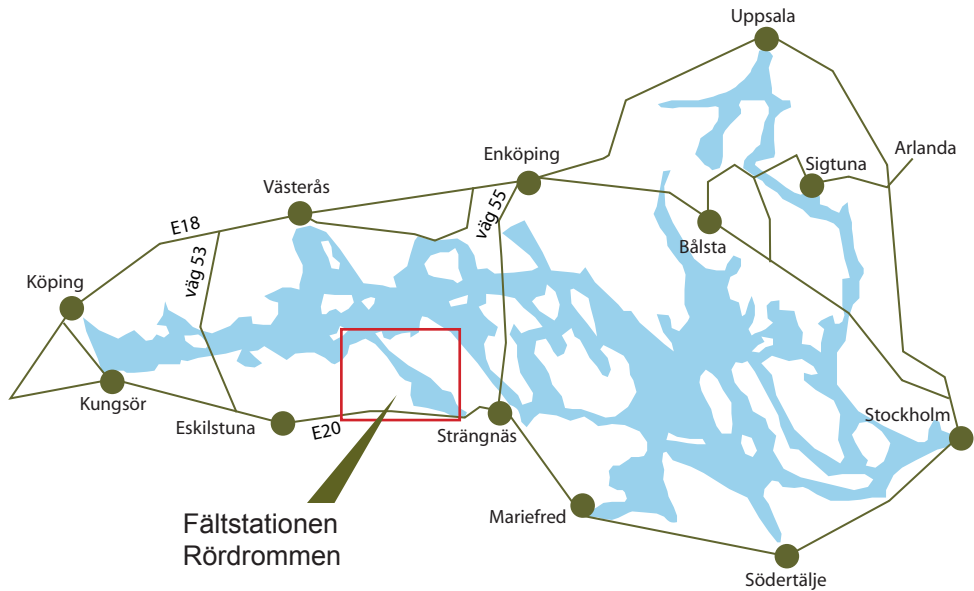 Uppsala
Arlanda
Sigtuna
Enköping
Västerås
väg 55
E18
Bålsta
väg 53
Köping
Kungsör
Eskilstuna
E20
Strängnäs
Stockholm
Mariefred
Fältstationen
Rördrommen
Södertälje